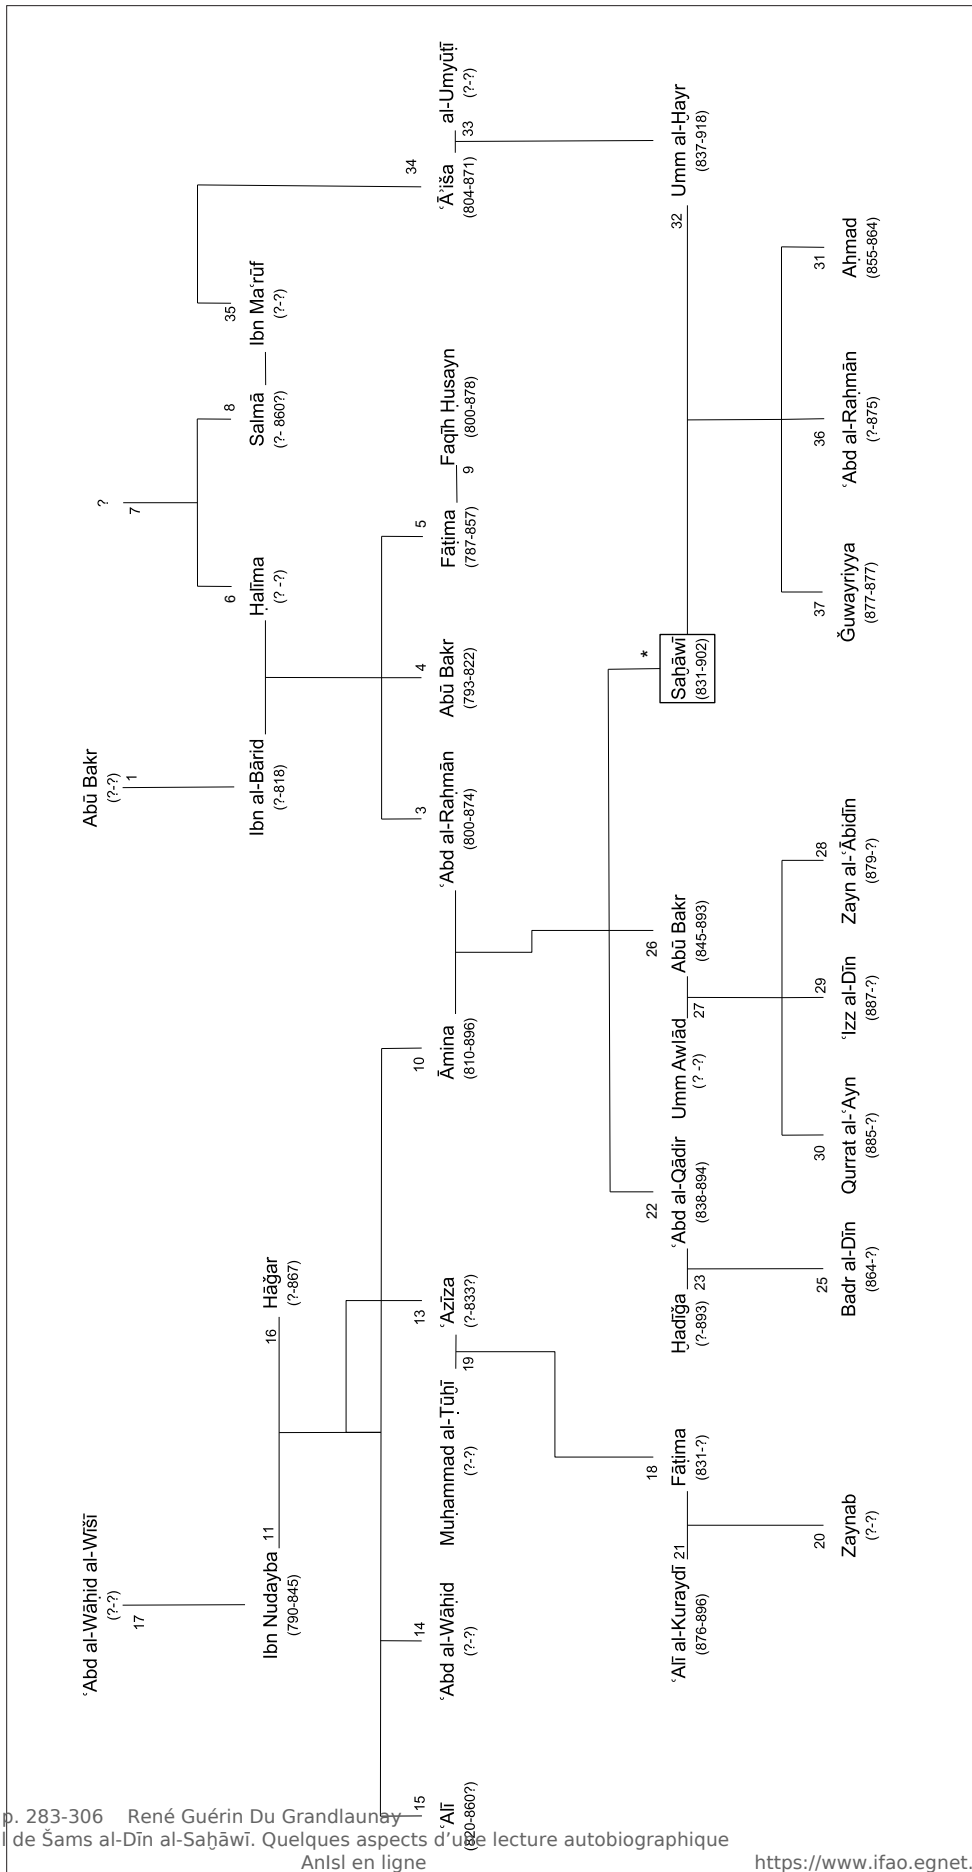 ʿAbd al-Wāḥid al-Wīšī
(?-?)
17
Abū Bakr
(?-?)
1
?
7
Ibn Nudayba
(790-845)
11
16
Hāǧar
(?-867)
Ibn al-Bārid
(?-818)
6
Ḥalīma
(? -?)
8
Salmā
(?- 860?)
35
Ibn Maʿrūf
(?-?)
15
ʿAlī
(820-860?)
14
ʿAbd al-Wāḥid
(?-?)
Muḥammad al-Ṭūḫī
(?-?)
19
13
ʿAzīza
(?-833?)
10
Āmina
(810-896)
3
ʿAbd al-Raḥmān
(800-874)
4
Abū Bakr
(793-822)
5
Fāṭima
(787-857)
9
Faqīh Ḥusayn
(800-878)
34
ʿĀʾiša
(804-871)
33
al-Umyūṭī
(?-?)
ʿAlī al-Kuraydī
(876-896)
21
18
Fāṭima
(831-?)
Ḫadīǧa
(?-893)
23
22
ʿAbd al-Qādir
(838-894)
Umm Awlād
(? -?)
27
26
Abū Bakr
(845-893)
*
Saḫāwī
(831-902)
32
Umm al-Ḫayr
(837-918)
20
Zaynab
(?-?)
25
Badr al-Dīn
(864-?)
30
Qurrat al-ʿAyn
(885-?)
29
ʿIzz al-Dīn
(887-?)
28
Zayn al-ʿĀbidīn
(879-?)
37
Ǧuwayriyya
(877-877)
36
ʿAbd al-Raḥmān
(?-875)
31
Aḥmad
(855-864)
p. 283-306 René Guérin Du Grandlaunay
l de Šams al-Dīn al-Saḫāwī. Quelques aspects d’une lecture autobiographique
AnIsl en ligne https://www.ifao.egnet.